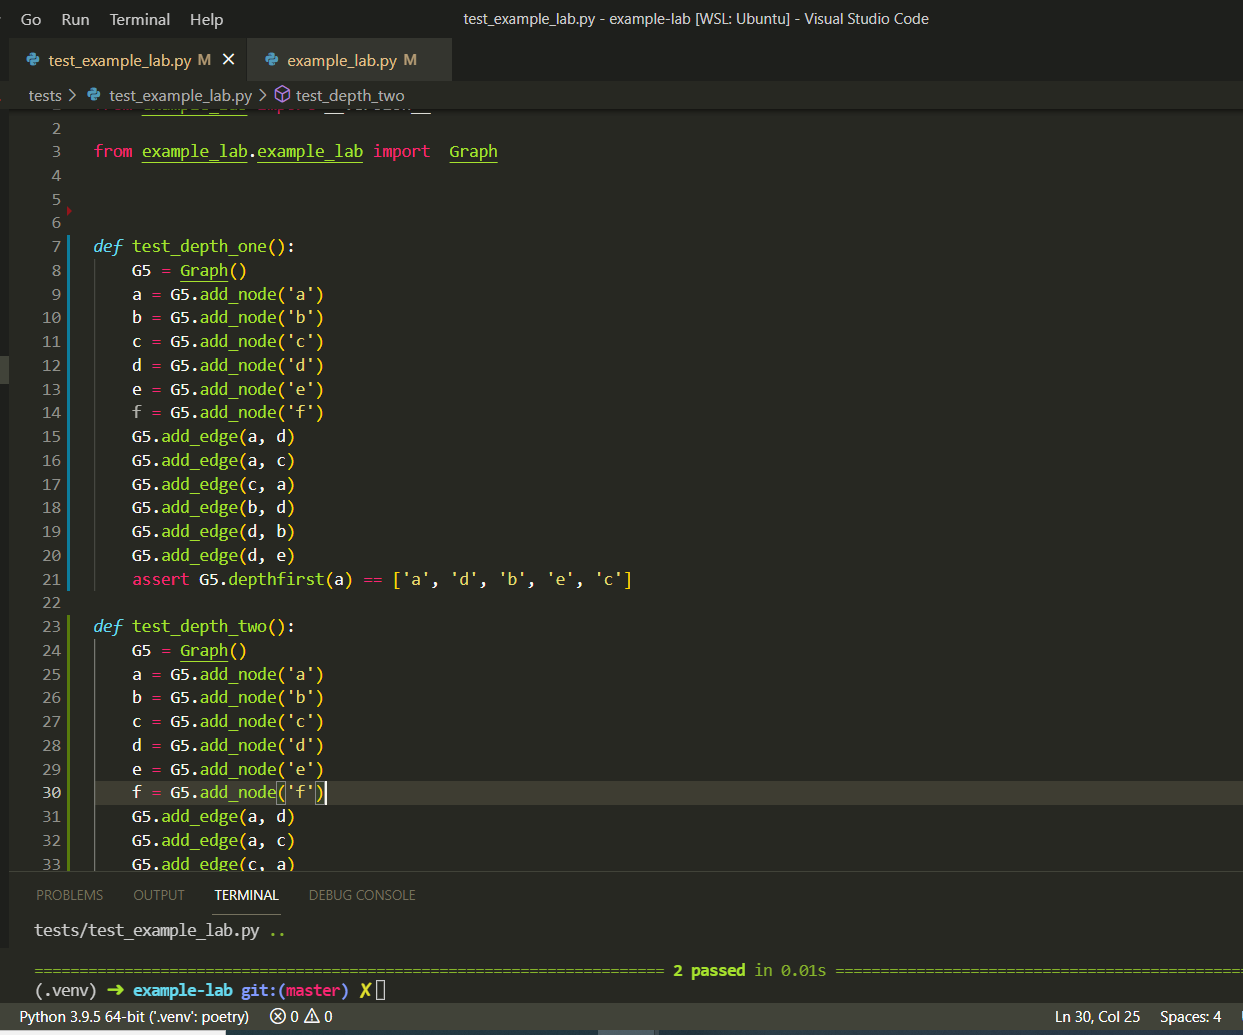 Go Run Terminal Help test_example_lab.py - example-lab [WSL: Ubuntu] - Visual Studio Code
test_example_lab.py M × example_lab.py M
tests > test_example_lab.py > test_depth_two
2
3 from example_lab.example_lab import  Graph
4
5
6
7 def test_depth_one():
8     G5 = Graph()
9     a = G5.add_node('a')
10     b = G5.add_node('b')
11     c = G5.add_node('c')
12     d = G5.add_node('d')
13     e = G5.add_node('e')
14     f = G5.add_node('f')
15     G5.add_edge(a, d)
16     G5.add_edge(a, c)
17     G5.add_edge(c, a)
18     G5.add_edge(b, d)
19     G5.add_edge(d, b)
20     G5.add_edge(d, e)
21     assert G5.depthfirst(a) == ['a', 'd', 'b', 'e', 'c']
22
23 def test_depth_two():
24     G5 = Graph()
25     a = G5.add_node('a')
26     b = G5.add_node('b')
27     c = G5.add_node('c')
28     d = G5.add_node('d')
29     e = G5.add_node('e')
30     f = G5.add_node('f')
31     G5.add_edge(a, d)
32     G5.add_edge(a, c)
33     G5.add_edge(c, a)
PROBLEMS OUTPUT TERMINAL DEBUG CONSOLE
tests/test_example_lab.py ..
====================== 2 passed in 0.01s ======================
(.venv) ➜ example-lab git:(master) ✗
Python 3.9.5 64-bit ('.venv': poetry) 0 0 Ln 30, Col 25 Spaces: 4